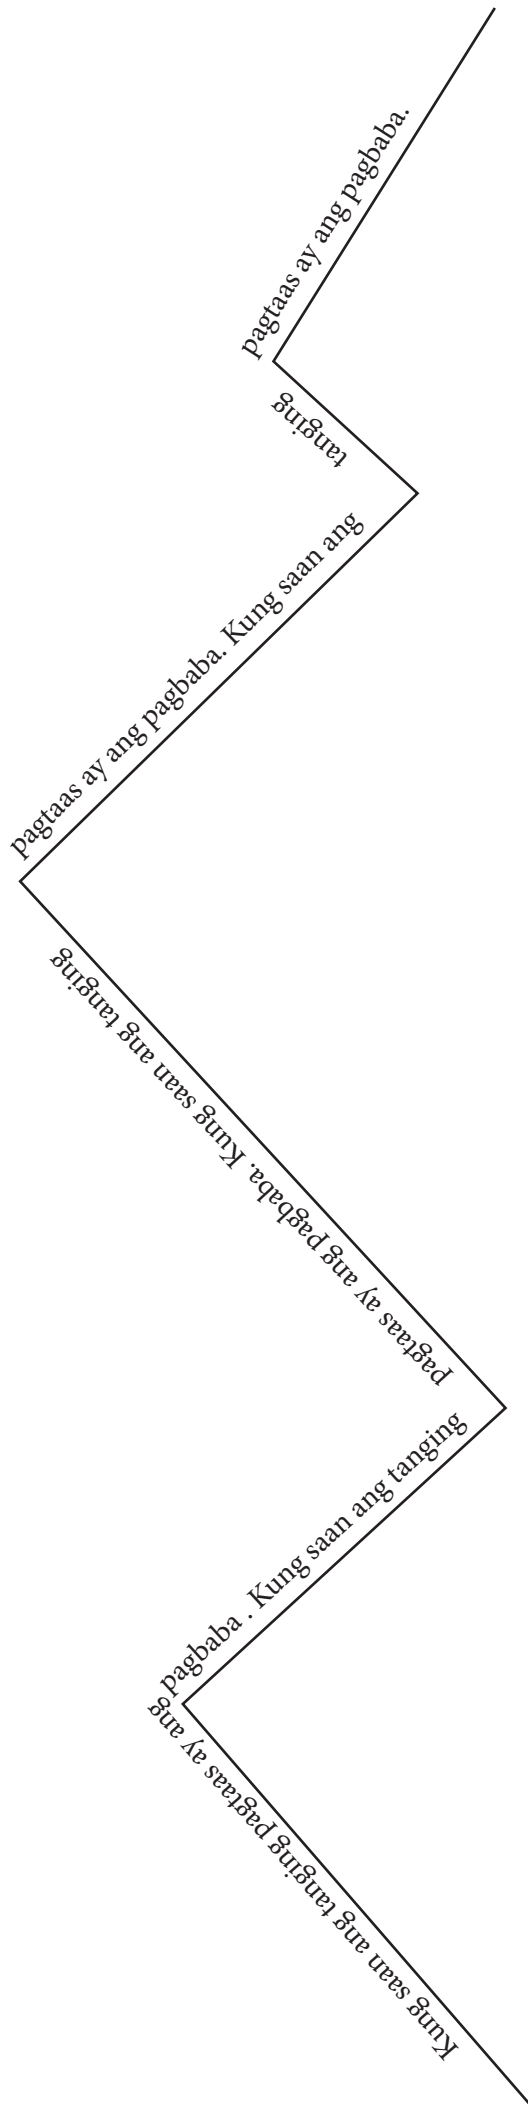 Kung saan ang tanging pagtaas ay ang
pagbaba . Kung saan ang tanging
pagtaas ay ang pagbaba. Kung saan ang tanging
pagtaas ay ang pagbaba. Kung saan ang
tanging
pagtaas ay ang pagbaba.